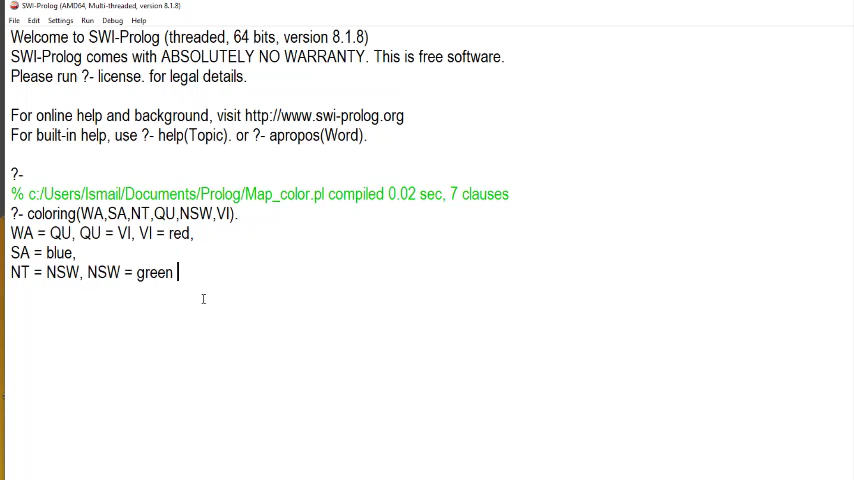 SWI-Prolog (AMD64, Multi-threaded, version 8.1.8)
File Edit Settings Run Debug Help
Welcome to SWI-Prolog (threaded, 64 bits, version 8.1.8)
SWI-Prolog comes with ABSOLUTELY NO WARRANTY. This is free software.
Please run ?- license. for legal details.
For online help and background, visit http://www.swi-prolog.org
For built-in help, use ?- help(Topic). or ?- apropos(Word).
?-
% c:/Users/Ismail/Documents/Prolog/Map_color.pl compiled 0.02 sec, 7 clauses
?- coloring(WA,SA,NT,QU,NSW,VI).
WA = QU, QU = VI, VI = red,
SA = blue,
NT = NSW, NSW = green